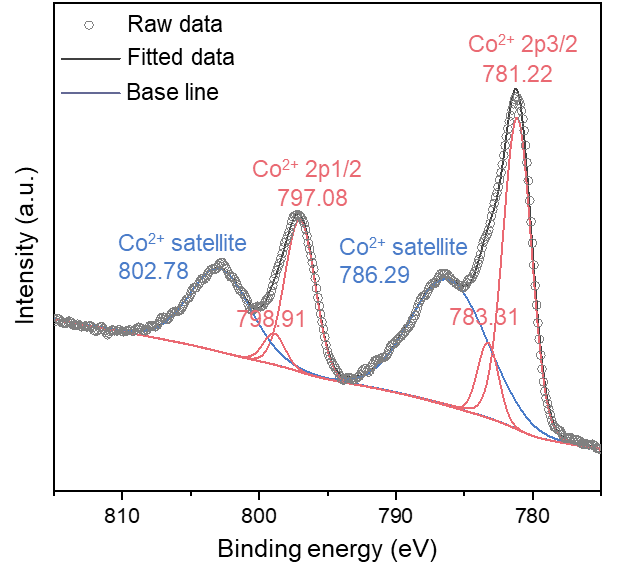 Raw data
Fitted data
Base line
Co²⁺ 2p3/2
781.22
Co²⁺ 2p1/2
797.08
Co²⁺ satellite
802.78
Co²⁺ satellite
786.29
798.91
783.31
Intensity (a.u.)
810
800
790
780
Binding energy (eV)